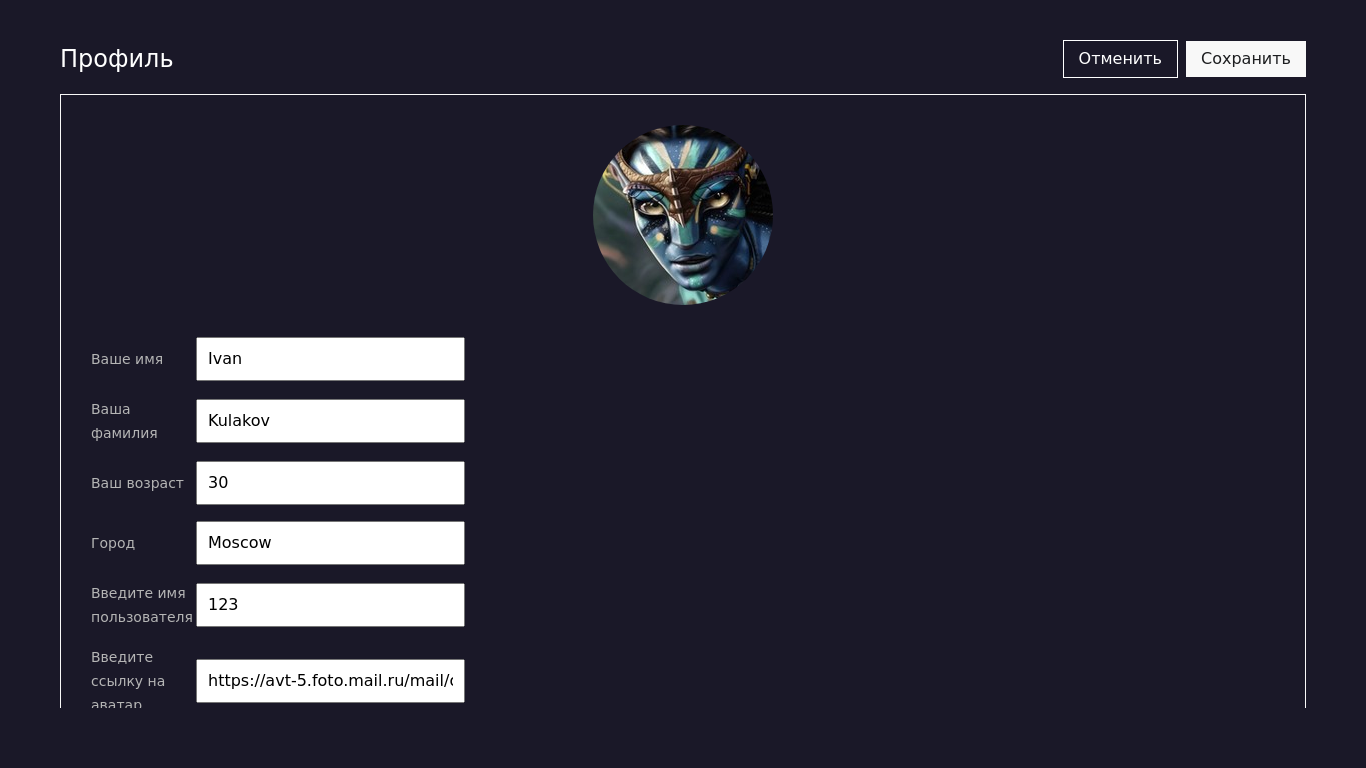 Профиль
Отменить
Сохранить
Ваше имя
Ivan
Ваша
фамилия
Kulakov
Ваш возраст
30
Город
Moscow
Введите имя
пользователя
123
Введите
ссылку на
аватар
https://avt-5.foto.mail.ru/mail/